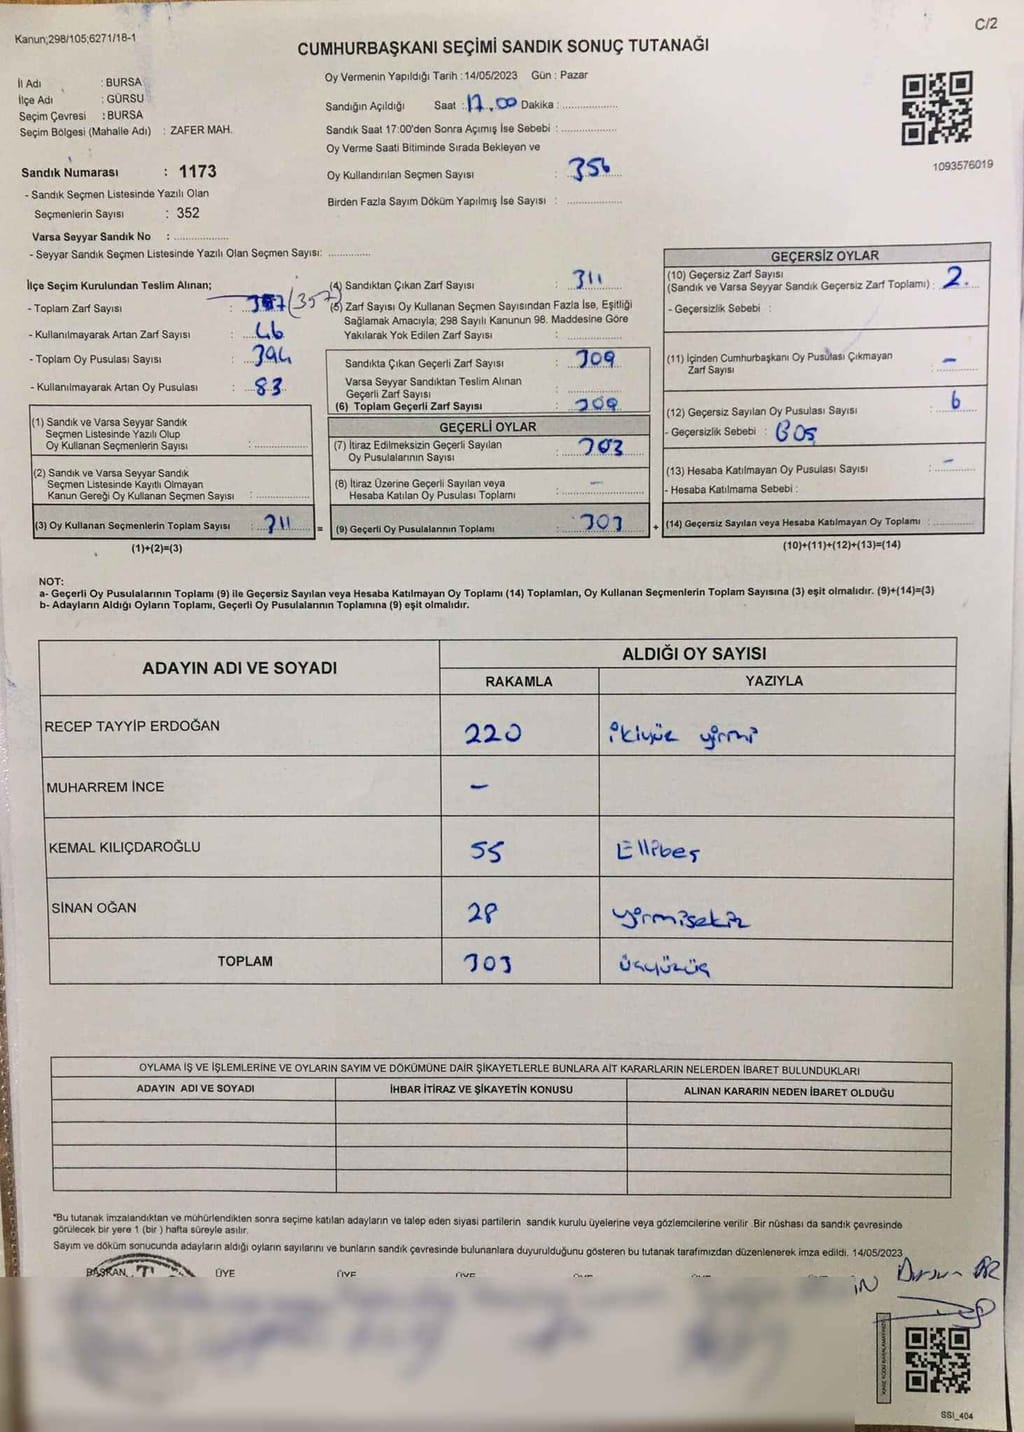 C/2
Kanun;298/105;6271/18-1
CUMHURBAŞKANI SEÇİMİ SANDIK SONUÇ TUTANAĞI
İl Adı : BURSA
İlçe Adı : GÜRSU
Seçim Çevresi : BURSA
Seçim Bölgesi (Mahalle Adı) : ZAFER MAH.
Sandık Numarası : 1173
- Sandık Seçmen Listesinde Yazılı Olan
Seçmenlerin Sayısı : 352
Varsa Seyyar Sandık No : ..................
- Seyyar Sandık Seçmen Listesinde Yazılı Olan Seçmen Sayısı: ..............
Oy Vermenin Yapıldığı Tarih : 14/05/2023 Gün : Pazar
Sandığın Açıldığı Saat : 17.00 Dakika : ..................
Sandık Saat 17:00'den Sonra Açımış İse Sebebi : ..................
Oy Verme Saati Bitiminde Sırada Bekleyen ve
Oy Kullandırılan Seçmen Sayısı : 356
Birden Fazla Sayım Döküm Yapılmış İse Sayısı : ..................
1093576019
İlçe Seçim Kurulundan Teslim Alınan;
- Toplam Zarf Sayısı : 357 (357)
- Kullanılmayarak Artan Zarf Sayısı : 46
- Toplam Oy Pusulası Sayısı : 394
- Kullanılmayarak Artan Oy Pusulası : 83
(1) Sandık ve Varsa Seyyar Sandık
Seçmen Listesinde Yazılı Olup
Oy Kullanan Seçmenlerin Sayısı : ..................
(2) Sandık ve Varsa Seyyar Sandık
Seçmen Listesinde Kayıtlı Olmayan
Kanun Gereği Oy Kullanan Seçmen Sayısı : ..................
(3) Oy Kullanan Seçmenlerin Toplam Sayısı : 311 =
(1)+(2)=(3)
(4) Sandıktan Çıkan Zarf Sayısı : 311
(5) Zarf Sayısı Oy Kullanan Seçmen Sayısından Fazla İse, Eşitliği
Sağlamak Amacıyla; 298 Sayılı Kanunun 98. Maddesine Göre
Yakılarak Yok Edilen Zarf Sayısı : ..................
Sandıkta Çıkan Geçerli Zarf Sayısı : 309
Varsa Seyyar Sandıktan Teslim Alınan
Geçerli Zarf Sayısı : ..................
(6) Toplam Geçerli Zarf Sayısı : 309
GEÇERLİ OYLAR
(7) İtiraz Edilmeksizin Geçerli Sayılan
Oy Pusulalarının Sayısı : 303
(8) İtiraz Üzerine Geçerli Sayılan veya
Hesaba Katılan Oy Pusulası Toplamı : –
(9) Geçerli Oy Pusulalarının Toplamı : 303 +
GEÇERSİZ OYLAR
(10) Geçersiz Zarf Sayısı
(Sandık ve Varsa Seyyar Sandık Geçersiz Zarf Toplamı) : 2.
- Geçersizlik Sebebi :
(11) İçinden Cumhurbaşkanı Oy Pusulası Çıkmayan
Zarf Sayısı : –
(12) Geçersiz Sayılan Oy Pusulası Sayısı : 6
- Geçersizlik Sebebi : BOŞ
(13) Hesaba Katılmayan Oy Pusulası Sayısı : –
- Hesaba Katılmama Sebebi :
(14) Geçersiz Sayılan veya Hesaba Katılmayan Oy Toplamı : ............
(10)+(11)+(12)+(13)=(14)
NOT:
a- Geçerli Oy Pusulalarının Toplamı (9) ile Geçersiz Sayılan veya Hesaba Katılmayan Oy Toplamı (14) Toplamları, Oy Kullanan Seçmenlerin Toplam Sayısına (3) eşit olmalıdır. (9)+(14)=(3)
b- Adayların Aldığı Oyların Toplamı, Geçerli Oy Pusulalarının Toplamına (9) eşit olmalıdır.
ADAYIN ADI VE SOYADI ALDIĞI OY SAYISI
RAKAMLA YAZIYLA
RECEP TAYYİP ERDOĞAN 220 ikiyüz yirmi
MUHARREM İNCE –
KEMAL KILIÇDAROĞLU 55 Ellibeş
SİNAN OĞAN 28 yirmisekiz
TOPLAM 303 üçyüzüç
OYLAMA İŞ VE İŞLEMLERİNE VE OYLARIN SAYIM VE DÖKÜMÜNE DAİR ŞİKAYETLERLE BUNLARA AİT KARARLARIN NELERDEN İBARET BULUNDUKLARI
ADAYIN ADI VE SOYADI İHBAR İTİRAZ VE ŞİKAYETİN KONUSU ALINAN KARARIN NEDEN İBARET OLDUĞU
"Bu tutanak imzalandıktan ve mühürlendikten sonra seçime katılan adayların ve talep eden siyasi partilerin sandık kurulu üyelerine veya gözlemcilerine verilir. Bir nüshası da sandık çevresinde
görülecek bir yere 1 (bir ) hafta süreyle asılır.
Sayım ve döküm sonucunda adayların aldığı oyların sayılarını ve bunların sandık çevresinde bulunanlara duyurulduğunu gösteren bu tutanak tarafımızdan düzenlenerek imza edildi. 14/05/2023
BAŞKAN ÜYE ÜYE ÜYE
SSI_404